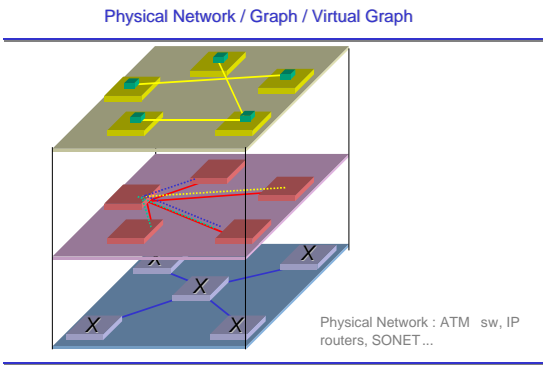 Physical Network / Graph / Virtual Graph
X
X
X
X
X
Physical Network : ATM sw, IP
routers, SONET...